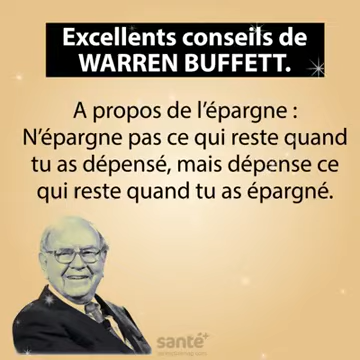 Excellents conseils de
WARREN BUFFETT.
A propos de l'épargne :
N'épargne pas ce qui reste quand
tu as dépensé, mais dépense ce
qui reste quand tu as épargné.
santé+